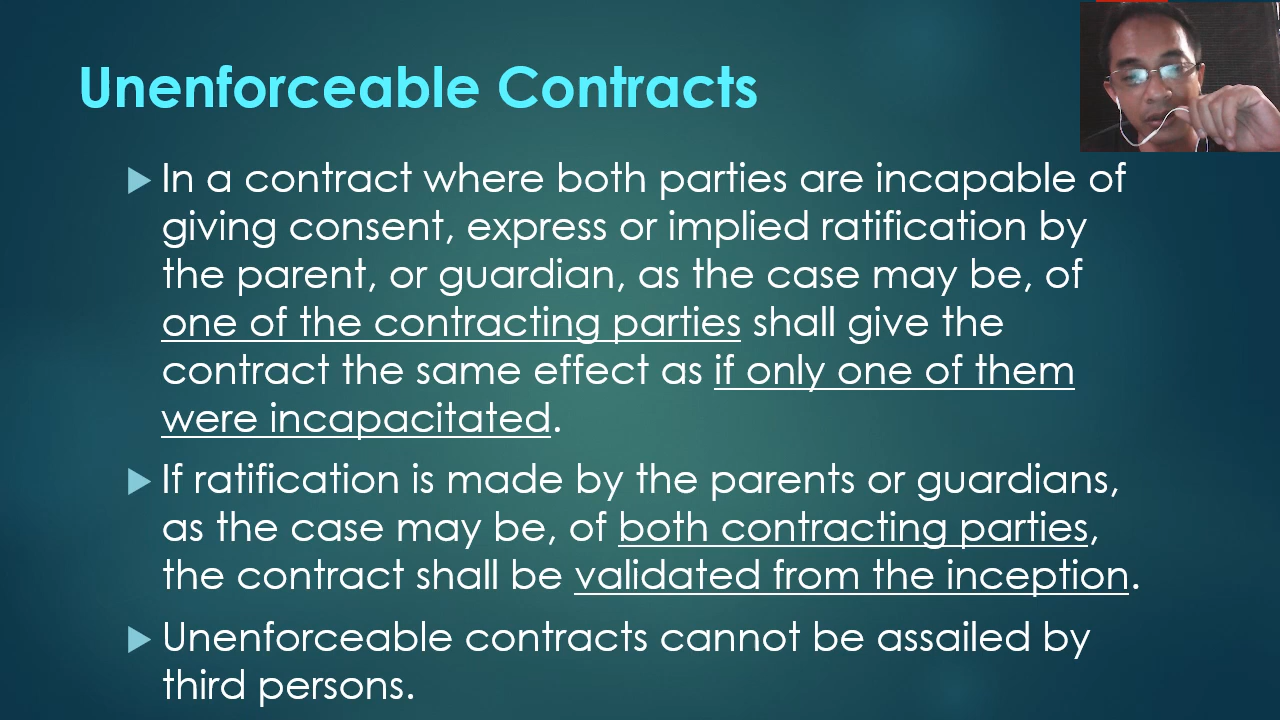 Unenforceable Contracts
In a contract where both parties are incapable of
giving consent, express or implied ratification by
the parent, or guardian, as the case may be, of
one of the contracting parties shall give the
contract the same effect as if only one of them
were incapacitated.
If ratification is made by the parents or guardians,
as the case may be, of both contracting parties,
the contract shall be validated from the inception.
Unenforceable contracts cannot be assailed by
third persons.